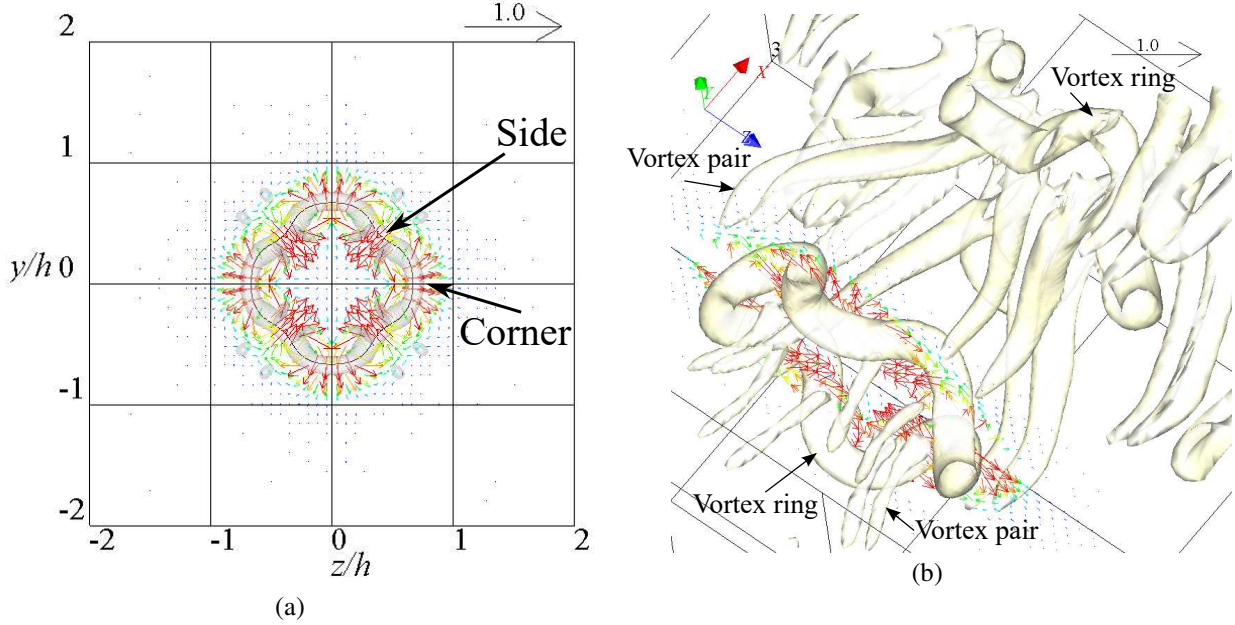 1.0
2
1
y/h 0
-1
-2
-2 -1 0 1 2
z/h
Side
Corner
(a)
3
1.0
X
Y
Z
Vortex ring
Vortex pair
Vortex ring
Vortex pair
(b)